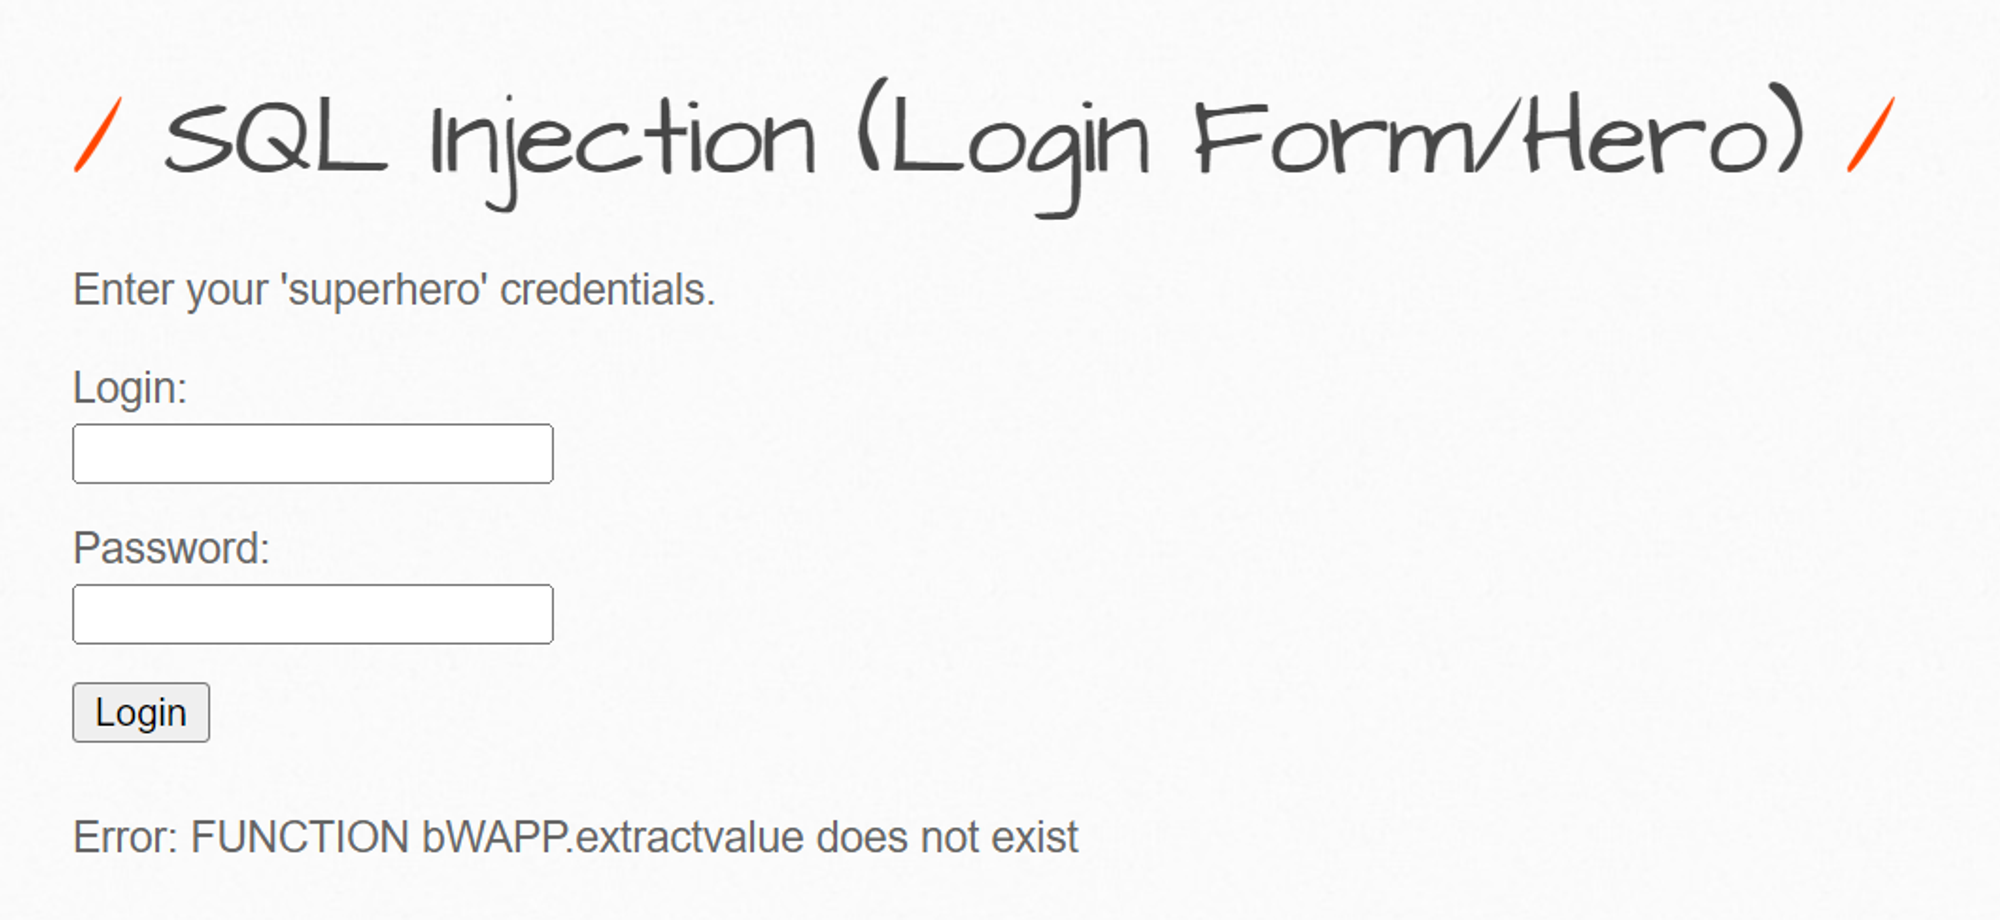 / SQL Injection (Login Form/Hero) /
Enter your 'superhero' credentials.
Login:
Password:
Login
Error: FUNCTION bWAPP.extractvalue does not exist